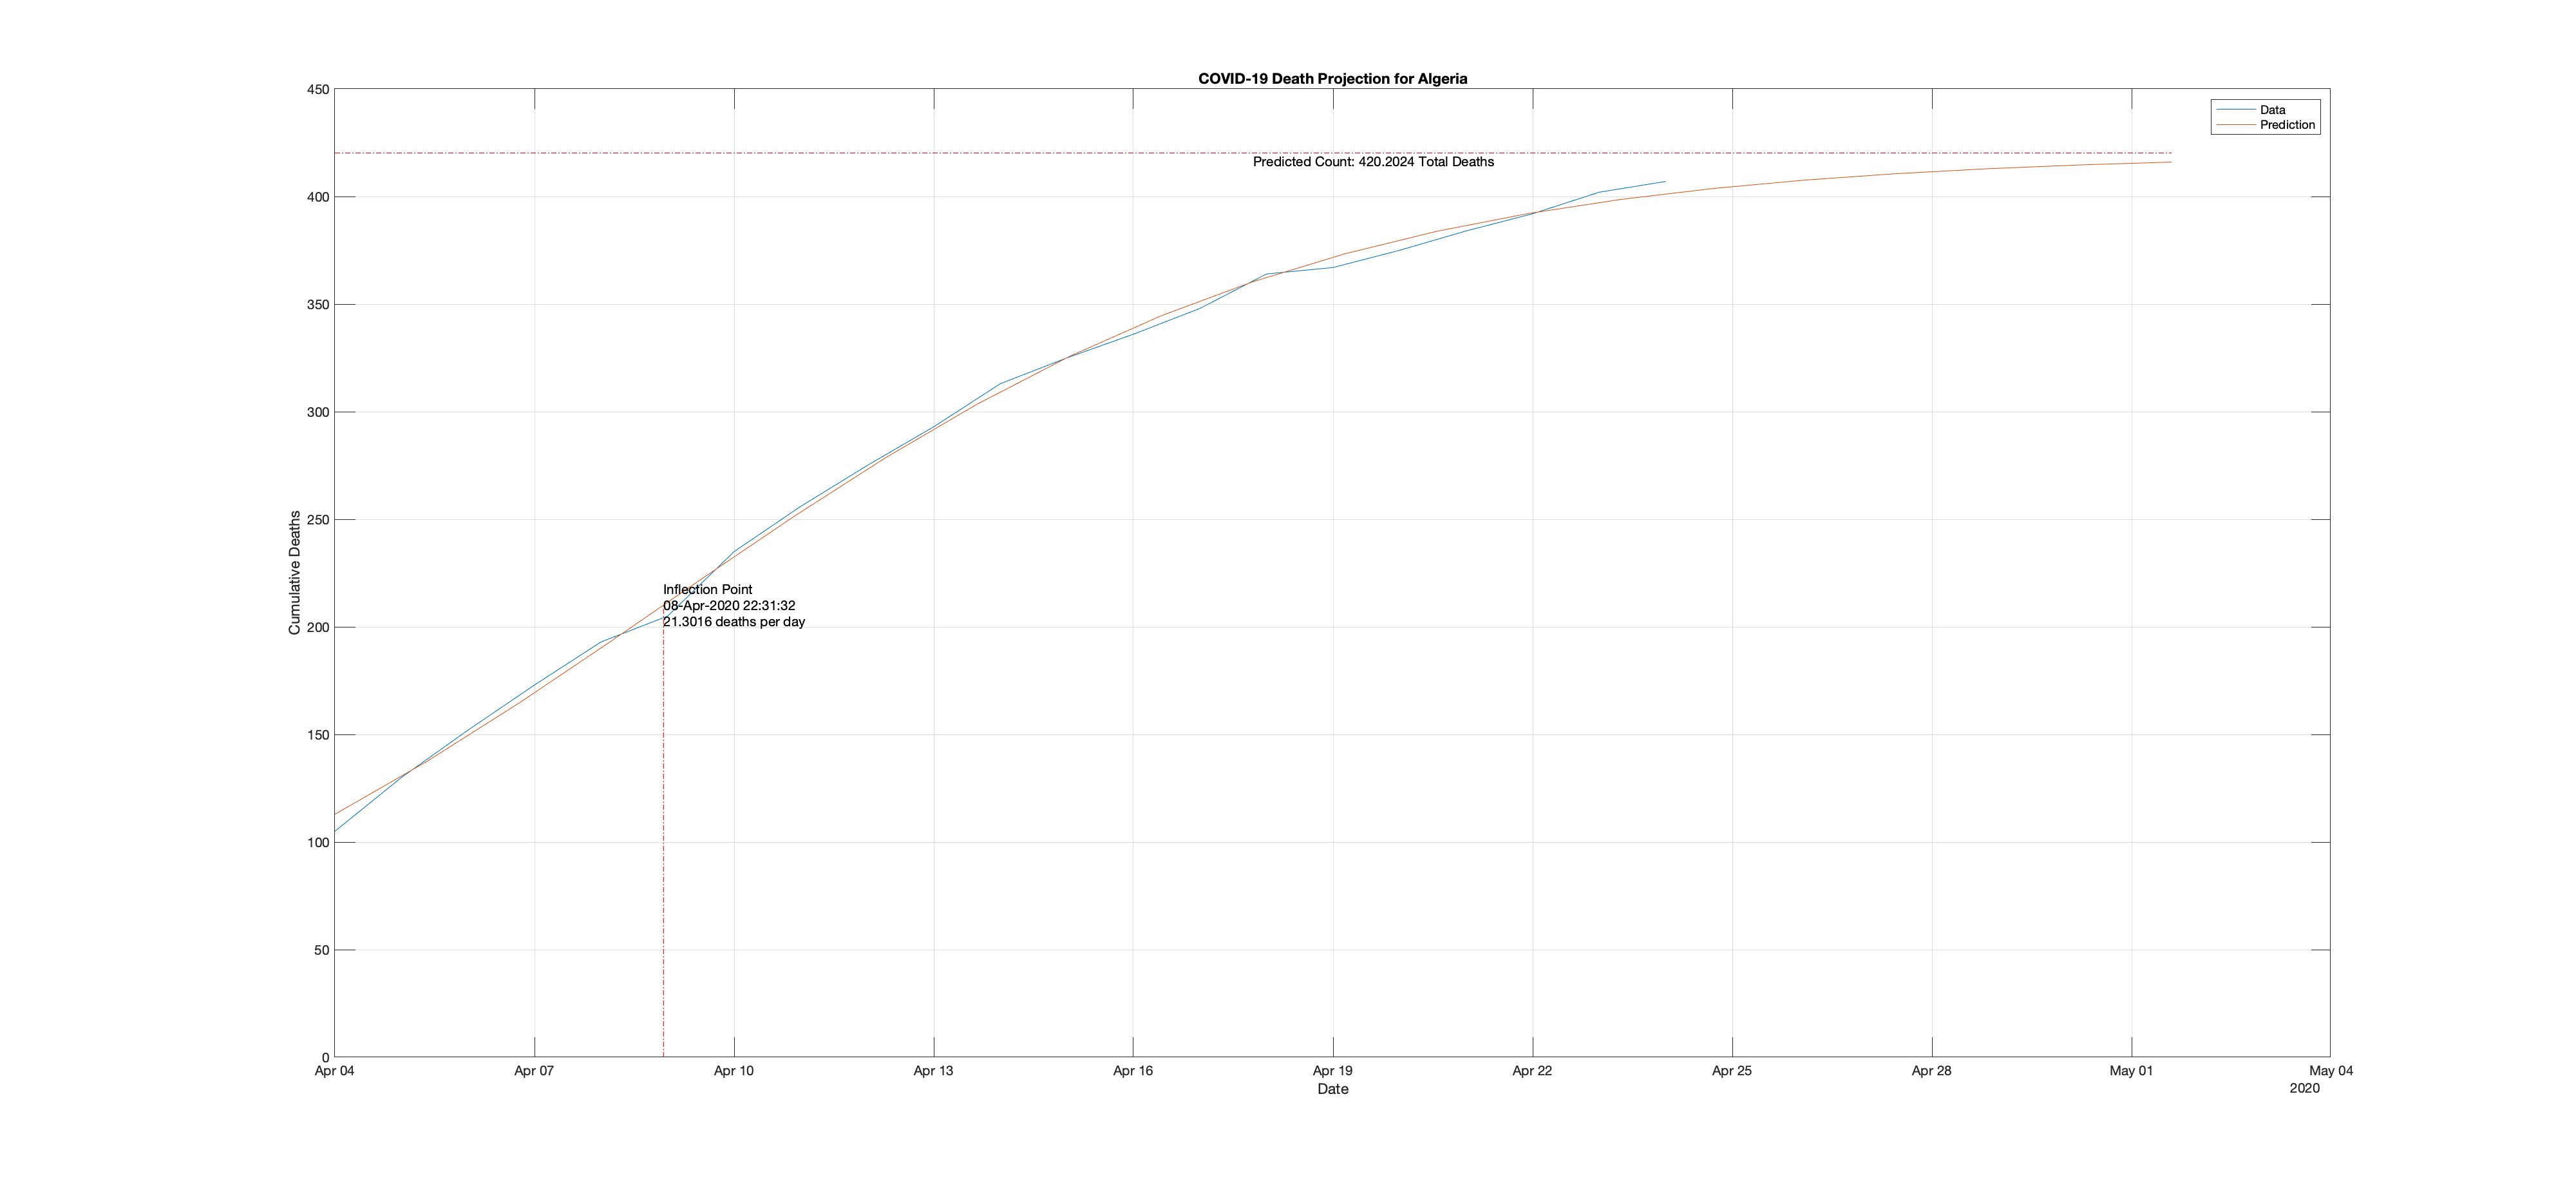 COVID-19 Death Projection for Algeria
Data
Prediction
Predicted Count: 420.2024 Total Deaths
Inflection Point
08-Apr-2020 22:31:32
21.3016 deaths per day
Cumulative Deaths
450
400
350
300
250
200
150
100
50
0
Apr 04
Apr 07
Apr 10
Apr 13
Apr 16
Apr 19
Apr 22
Apr 25
Apr 28
May 01
May 04
2020
Date